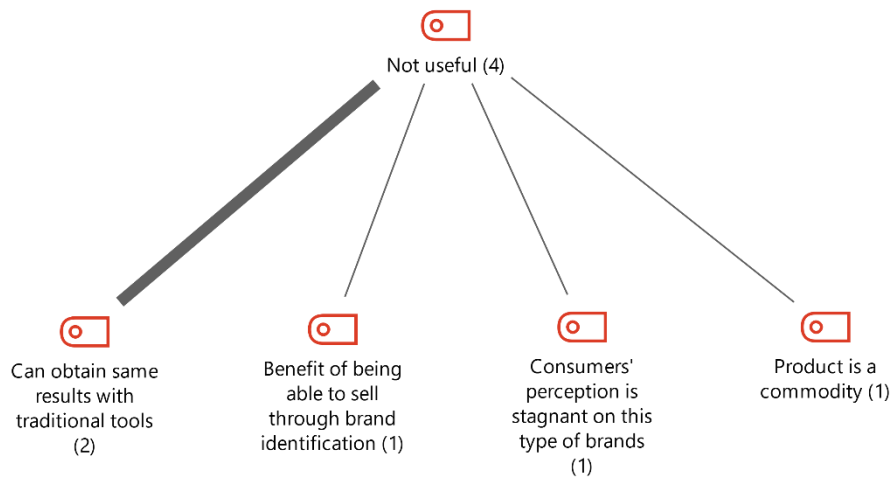 Not useful (4)
Can obtain same
results with
traditional tools
(2)
Benefit of being
able to sell
through brand
identification (1)
Consumers'
perception is
stagnant on this
type of brands
(1)
Product is a
commodity (1)